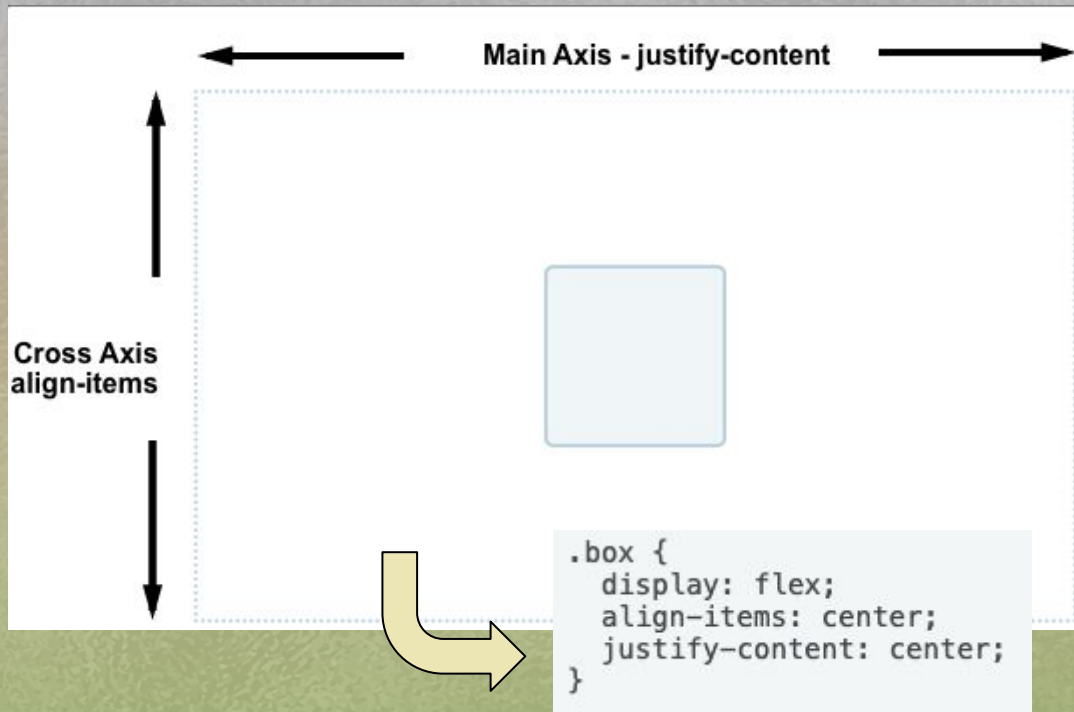 Main Axis - justify-content
Cross Axis
align-items
.box {
  display: flex;
  align-items: center;
  justify-content: center;
}